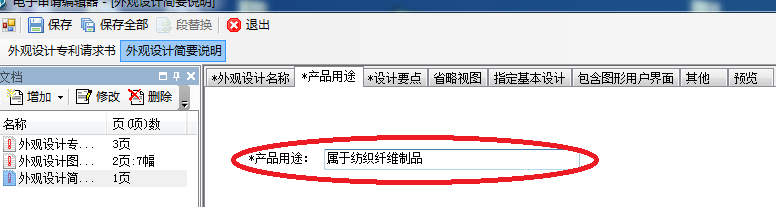 电子申请编辑器 - [外观设计简要说明]
保存 保存全部 段替换 退出
外观设计专利请求书 外观设计简要说明
文档
增加 修改 删除
名称 页(项)数
外观设计专... 3页
外观设计图... 2页:7幅
外观设计简... 1页
*外观设计名称 *产品用途 *设计要点 省略视图 指定基本设计 包含图形用户界面 其他 预览
*产品用途: 属于纺织纤维制品